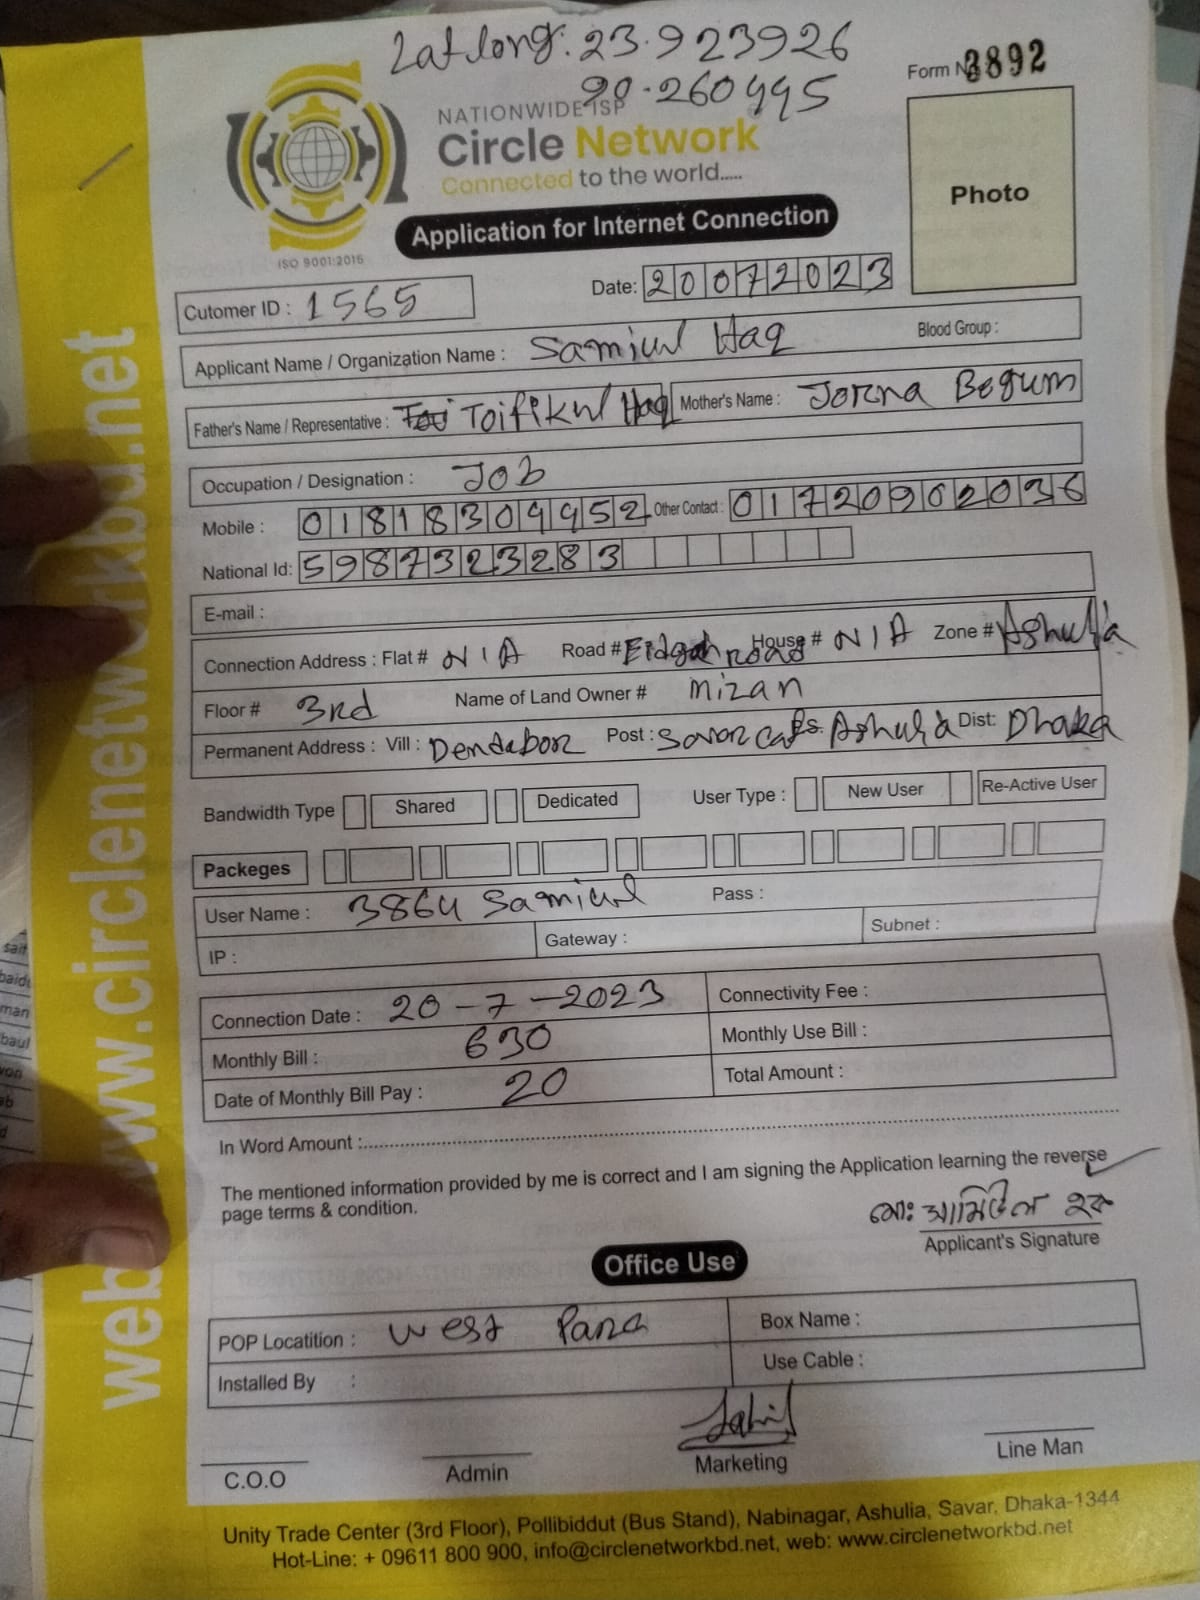 Lat long: 23.923926
90.260995
Form No 3892
NATIONWIDE ISP
Circle Network
Connected to the world.....
ISO 9001:2015
Photo
Application for Internet Connection
Date: 20072023
Cutomer ID : 1565
Applicant Name / Organization Name : Samiul Haq Blood Group :
Father's Name / Representative : Toifikul Haq Mother's Name : Jorna Begum
Occupation / Designation : Job
Mobile : 01818309952 Other Contact : 01720902036
National Id: 5987323283
E-mail :
Connection Address : Flat # N/A Road # Eidgah road House # N/A Zone # Ashulia
Floor # 3rd Name of Land Owner # mizan
Permanent Address : Vill : Dendabor Post : Savar P.S. Ashulia Dist: Dhaka
Bandwidth Type Shared Dedicated User Type : New User Re-Active User
Packeges
User Name : 3864 Samiul Pass :
IP : Gateway : Subnet :
Connection Date : 20-7-2023 Connectivity Fee :
Monthly Bill : 630 Monthly Use Bill :
Date of Monthly Bill Pay : 20 Total Amount :
In Word Amount :
The mentioned information provided by me is correct and I am signing the Application learning the reverse
page terms & condition.
মোঃ সামিউল হক
Applicant's Signature
Office Use
POP Locatition : West Para Box Name :
Installed By : Use Cable :
C.O.O Admin Marketing Line Man
Unity Trade Center (3rd Floor), Pollibiddut (Bus Stand), Nabinagar, Ashulia, Savar, Dhaka-1344
Hot-Line: + 09611 800 900, info@circlenetworkbd.net, web: www.circlenetworkbd.net
web: www.circlenetworkbd.net